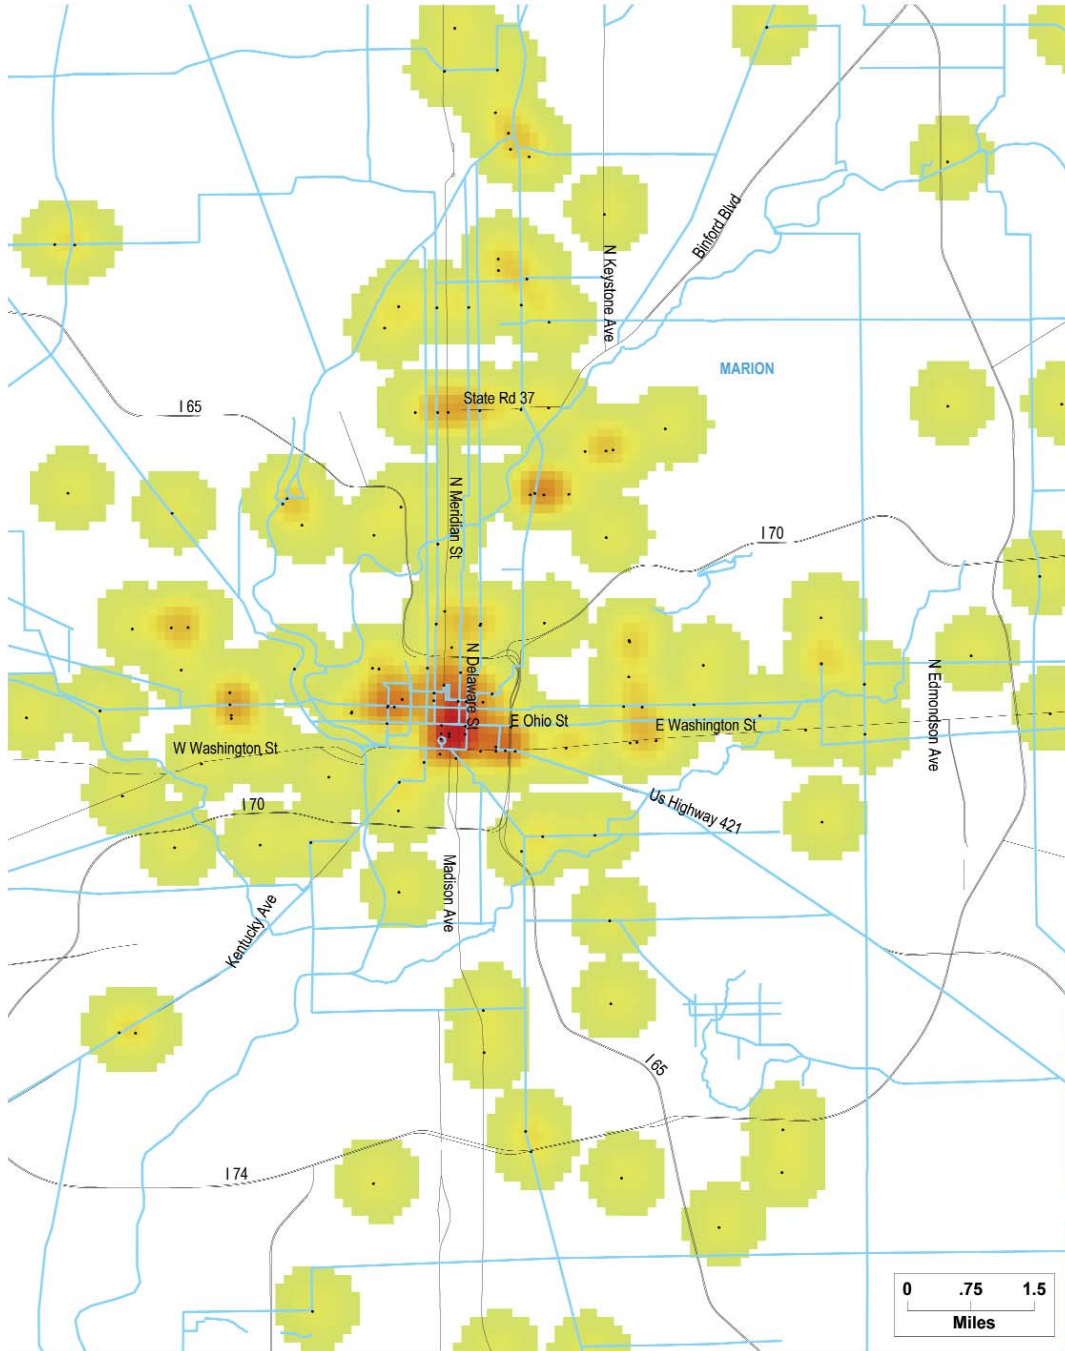 Binford Blvd
N Keystone Ave
MARION
State Rd 37
I 65
N Meridian St
I 70
N Delaware St
E Ohio St
E Washington St
N Edmondson Ave
W Washington St
I 70
Us Highway 421
Madison Ave
Kentucky Ave
I 65
I 74
0 .75 1.5
Miles